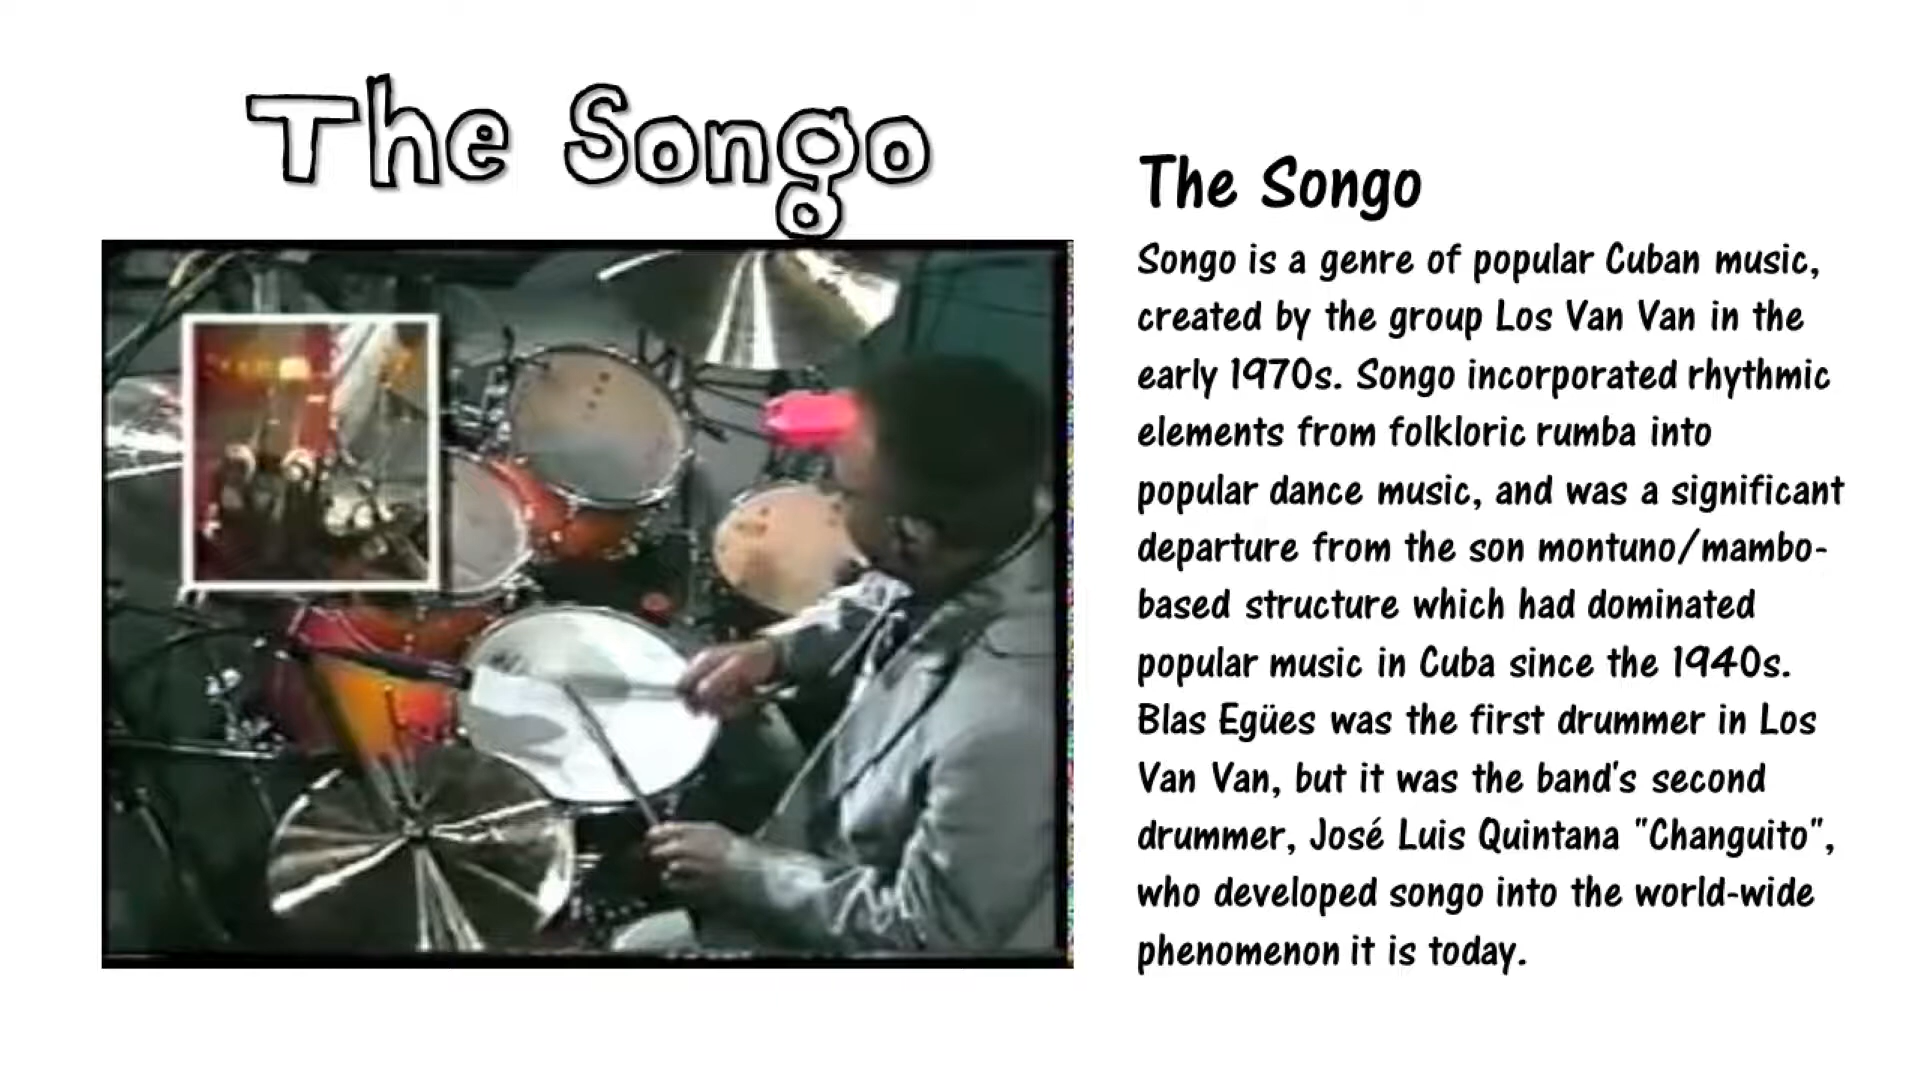 The Songo
The Songo
Songo is a genre of popular Cuban music,
created by the group Los Van Van in the
early 1970s. Songo incorporated rhythmic
elements from folkloric rumba into
popular dance music, and was a significant
departure from the son montuno/mambo-
based structure which had dominated
popular music in Cuba since the 1940s.
Blas Egües was the first drummer in Los
Van Van, but it was the band's second
drummer, José Luis Quintana "Changuito",
who developed songo into the world-wide
phenomenon it is today.